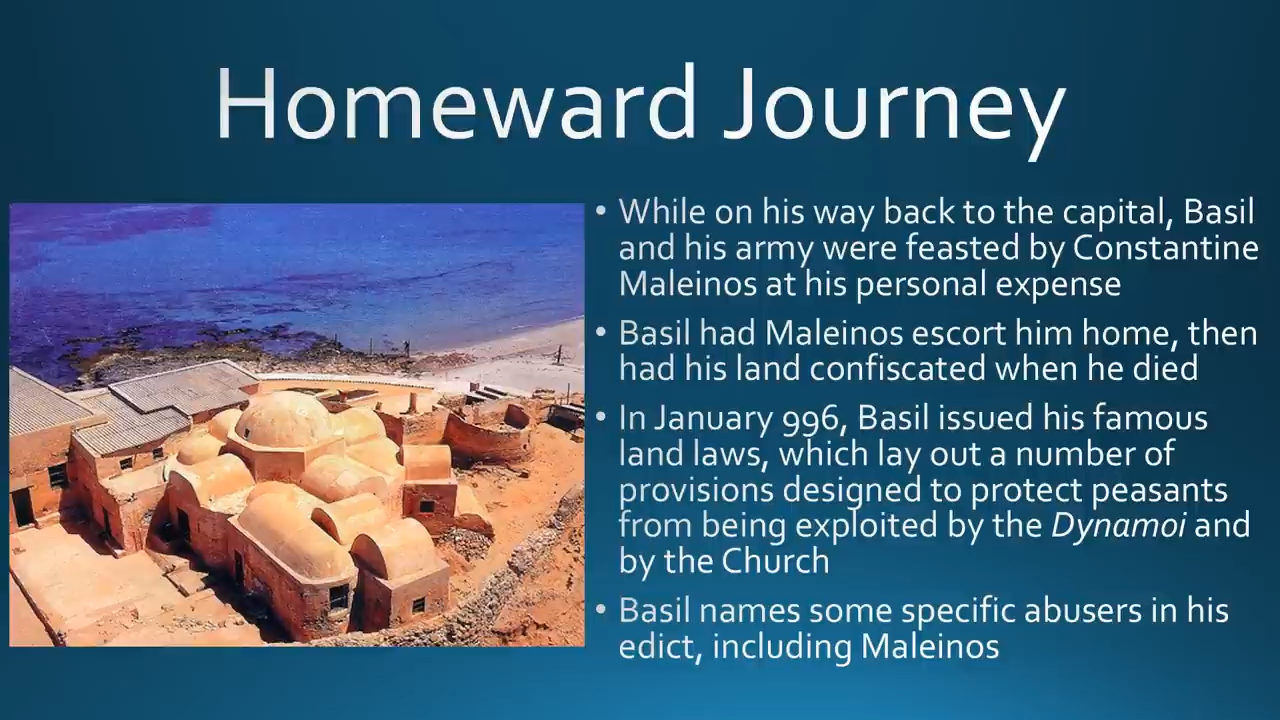 Homeward Journey
• While on his way back to the capital, Basil
and his army were feasted by Constantine
Maleinos at his personal expense
• Basil had Maleinos escort him home, then
had his land confiscated when he died
• In January 996, Basil issued his famous
land laws, which lay out a number of
provisions designed to protect peasants
from being exploited by the Dynamoi and
by the Church
• Basil names some specific abusers in his
edict, including Maleinos